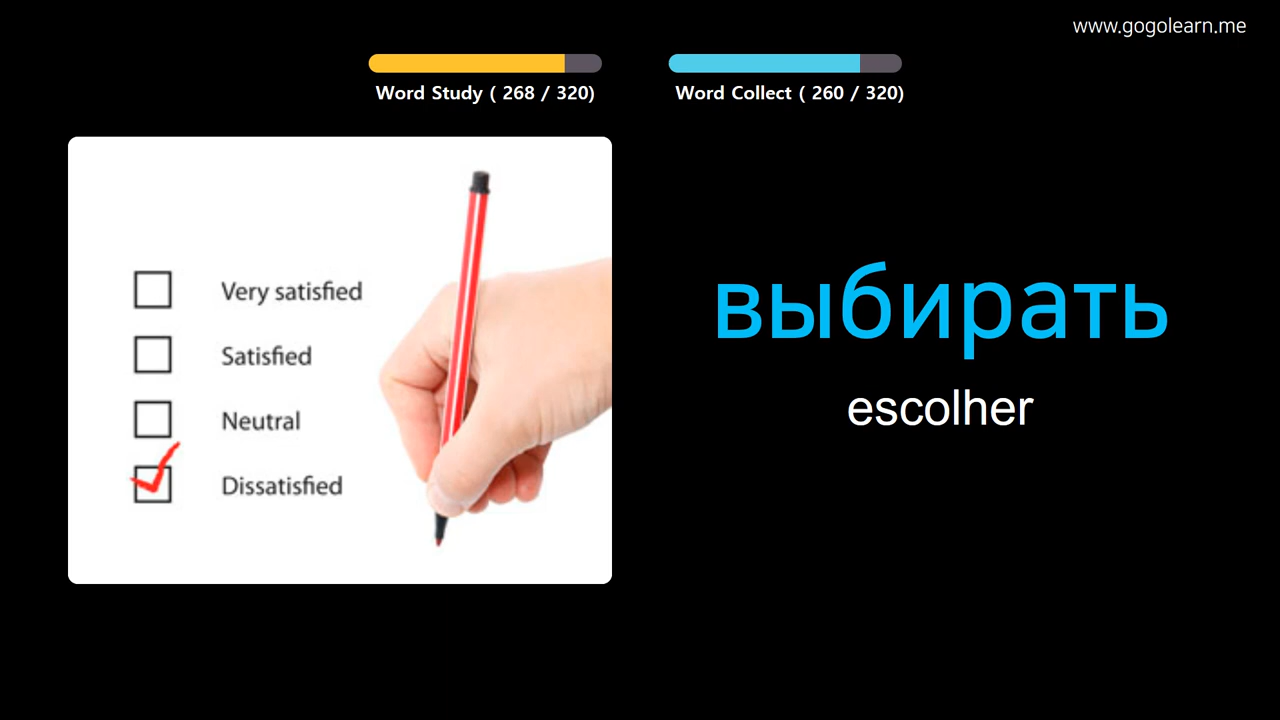 www.gogolearn.me
Word Study ( 268 / 320)
Word Collect ( 260 / 320)
Very satisfied
Satisfied
Neutral
Dissatisfied
выбирать
escolher